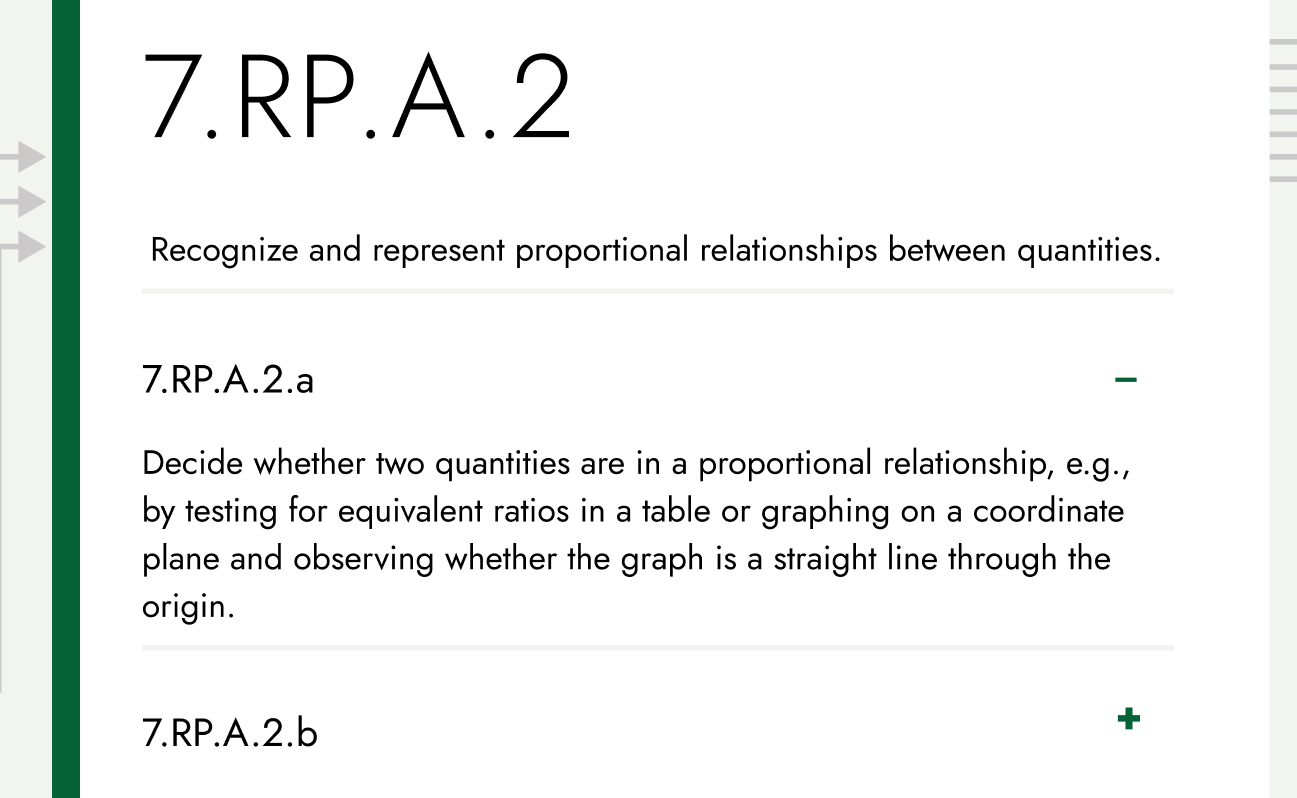 7.RP.A.2
Recognize and represent proportional relationships between quantities.
7.RP.A.2.a
Decide whether two quantities are in a proportional relationship, e.g.,
by testing for equivalent ratios in a table or graphing on a coordinate
plane and observing whether the graph is a straight line through the
origin.
7.RP.A.2.b